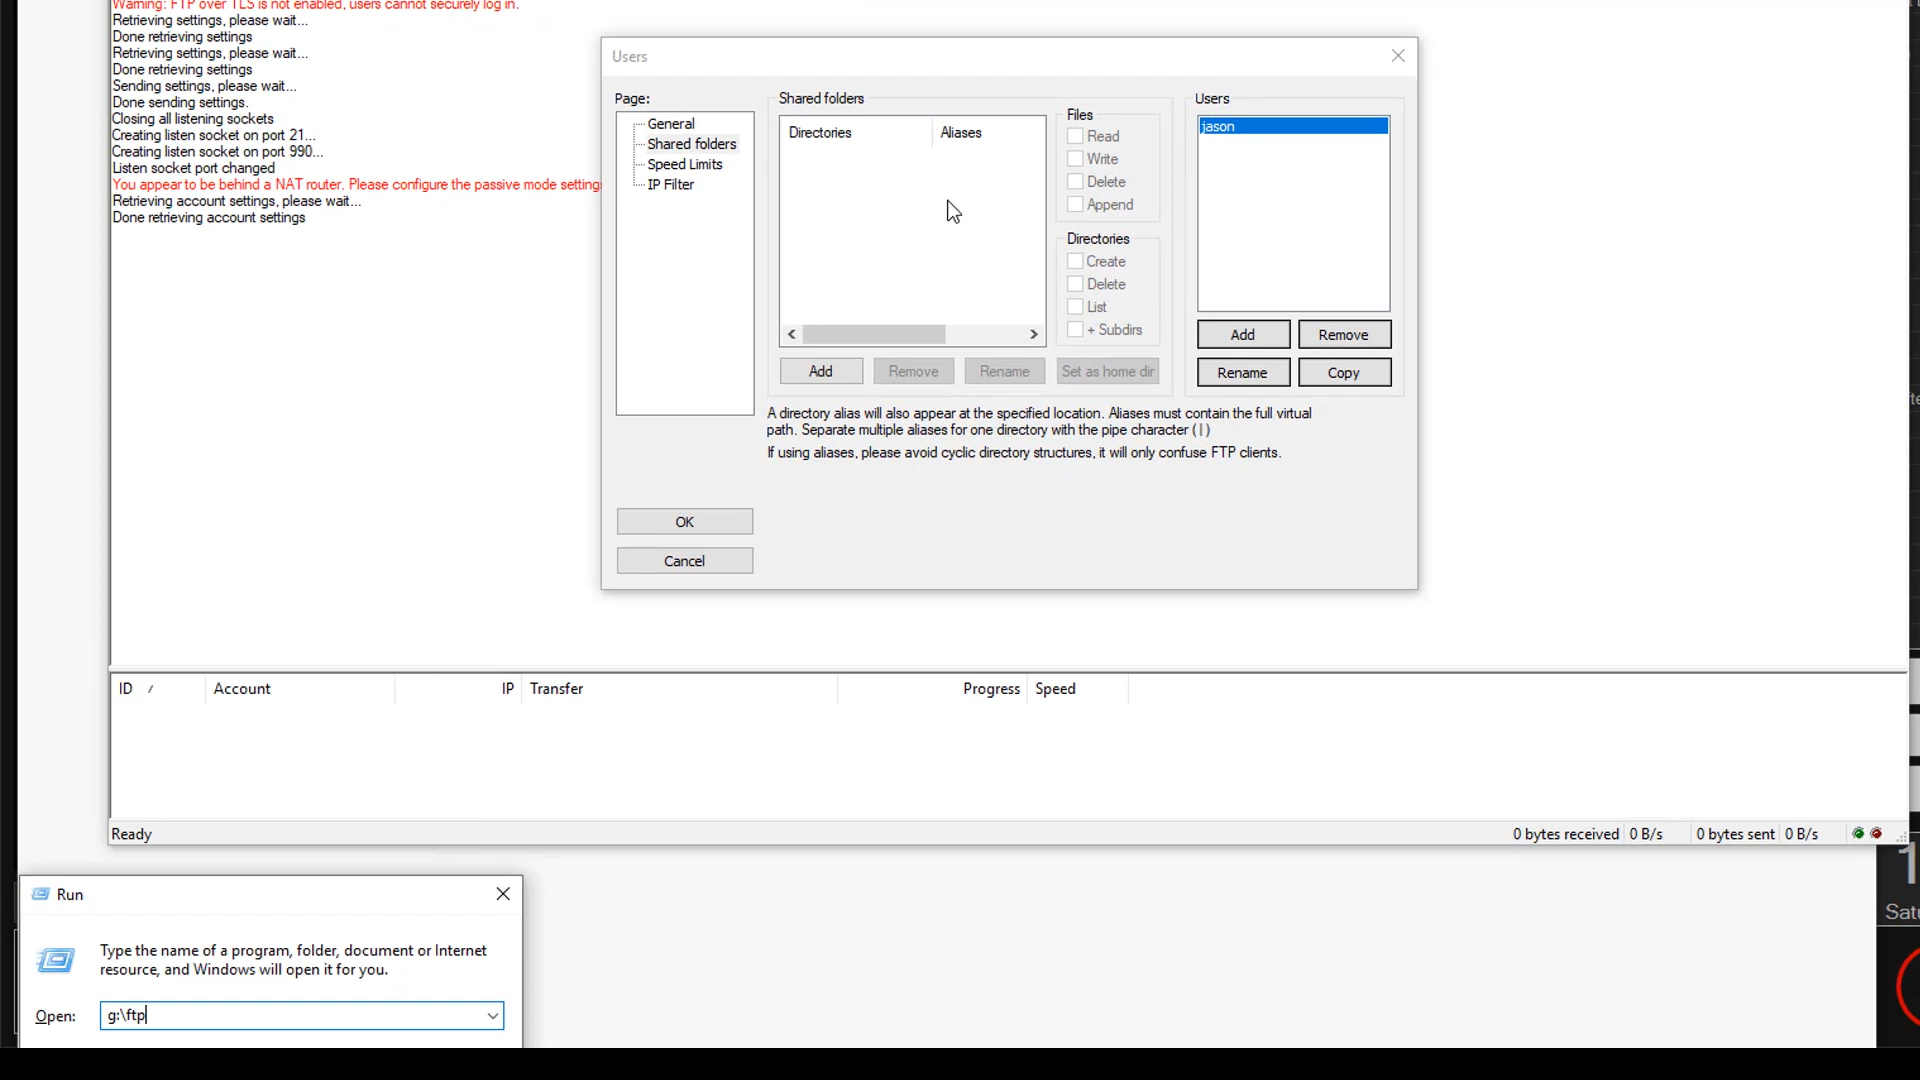 Warning: FTP over TLS is not enabled, users cannot securely log in.
Retrieving settings, please wait...
Done retrieving settings
Retrieving settings, please wait...
Done retrieving settings
Sending settings, please wait...
Done sending settings.
Closing all listening sockets
Creating listen socket on port 21...
Creating listen socket on port 990...
Listen socket port changed
You appear to be behind a NAT router. Please configure the passive mode settings
Retrieving account settings, please wait...
Done retrieving account settings
Users
Page:
General
Shared folders
Speed Limits
IP Filter
OK
Cancel
Shared folders
Directories Aliases
Files
Read
Write
Delete
Append
Directories
Create
Delete
List
+ Subdirs
Add Remove Rename Set as home dir
A directory alias will also appear at the specified location. Aliases must contain the full virtual
path. Separate multiple aliases for one directory with the pipe character (|)
If using aliases, please avoid cyclic directory structures, it will only confuse FTP clients.
Users
jason
Add Remove
Rename Copy
ID / Account IP Transfer Progress Speed
Ready 0 bytes received 0 B/s 0 bytes sent 0 B/s
Run
Type the name of a program, folder, document or Internet
resource, and Windows will open it for you.
Open: g:\ftp
1
Satu